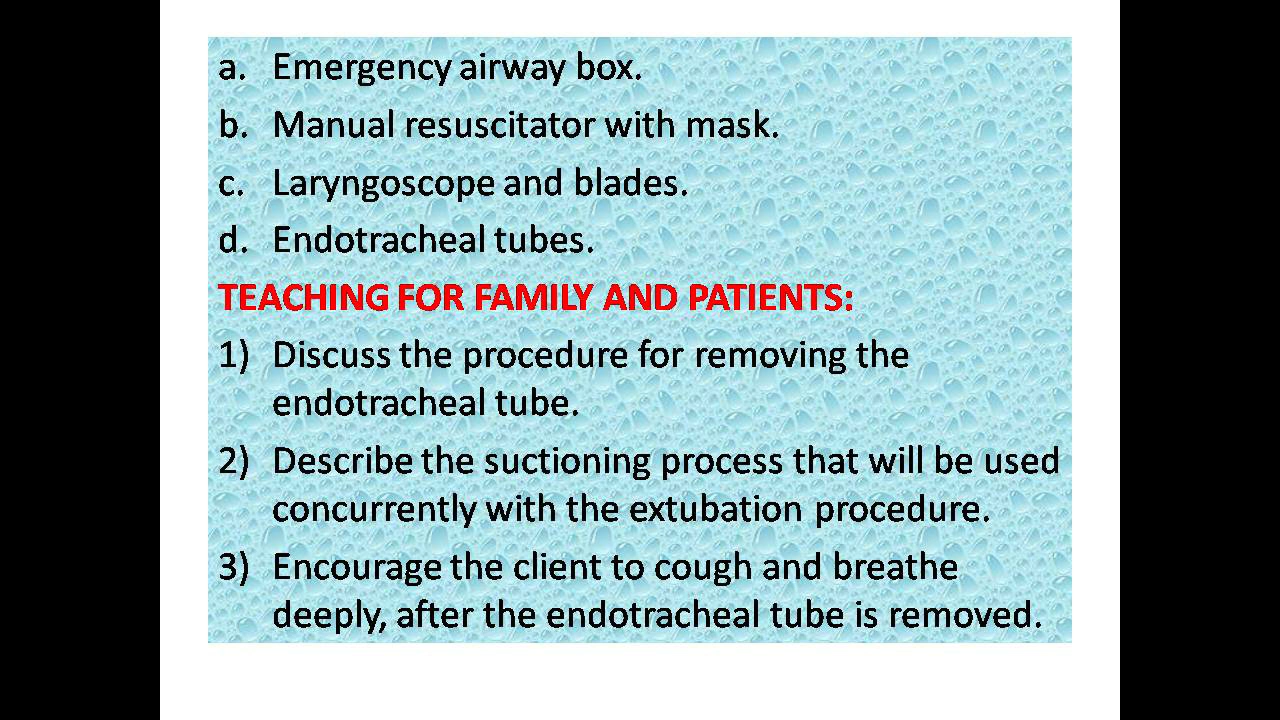 a. Emergency airway box.
b. Manual resuscitator with mask.
c. Laryngoscope and blades.
d. Endotracheal tubes.
TEACHING FOR FAMILY AND PATIENTS:
1) Discuss the procedure for removing the
endotracheal tube.
2) Describe the suctioning process that will be used
concurrently with the extubation procedure.
3) Encourage the client to cough and breathe
deeply, after the endotracheal tube is removed.